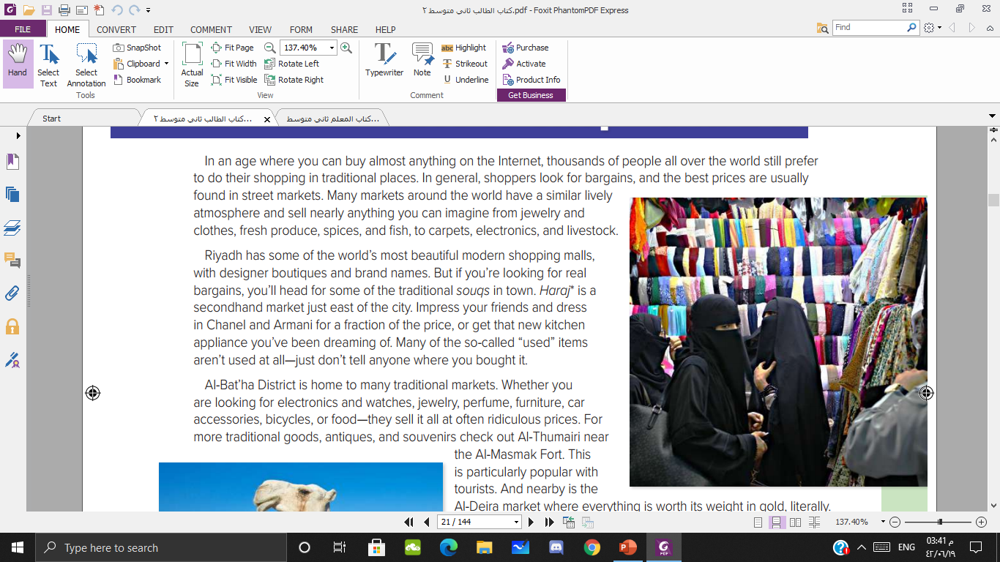 كتاب الطالب ثاني متوسط ٢.pdf - Foxit PhantomPDF Express
FILE
HOME
CONVERT
EDIT
COMMENT
VIEW
FORM
SHARE
HELP
Find
Hand
Select Text
Select Annotation
SnapShot
Clipboard
Bookmark
Tools
Actual Size
Fit Page
Fit Width
Fit Visible
137.40%
Rotate Left
Rotate Right
View
Typewriter
Note
Highlight
Strikeout
Underline
Comment
Purchase
Activate
Product Info
Get Business
Start
كتاب الطالب ثاني متوسط ٢...
كتاب المعلم ثاني متوسط...
In an age where you can buy almost anything on the Internet, thousands of people all over the world still prefer
to do their shopping in traditional places. In general, shoppers look for bargains, and the best prices are usually
found in street markets. Many markets around the world have a similar lively
atmosphere and sell nearly anything you can imagine from jewelry and
clothes, fresh produce, spices, and fish, to carpets, electronics, and livestock.
Riyadh has some of the world's most beautiful modern shopping malls,
with designer boutiques and brand names. But if you're looking for real
bargains, you'll head for some of the traditional souqs in town. Haraj* is a
secondhand market just east of the city. Impress your friends and dress
in Chanel and Armani for a fraction of the price, or get that new kitchen
appliance you've been dreaming of. Many of the so-called “used” items
aren't used at all—just don't tell anyone where you bought it.
Al-Bat'ha District is home to many traditional markets. Whether you
are looking for electronics and watches, jewelry, perfume, furniture, car
accessories, bicycles, or food—they sell it all at often ridiculous prices. For
more traditional goods, antiques, and souvenirs check out Al-Thumairi near
the Al-Masmak Fort. This
is particularly popular with
tourists. And nearby is the
Al-Deira market where everything is worth its weight in gold, literally.
21 / 144
137.40%
Type here to search
ENG
03:41 م
٤٢/٠٦/١٩